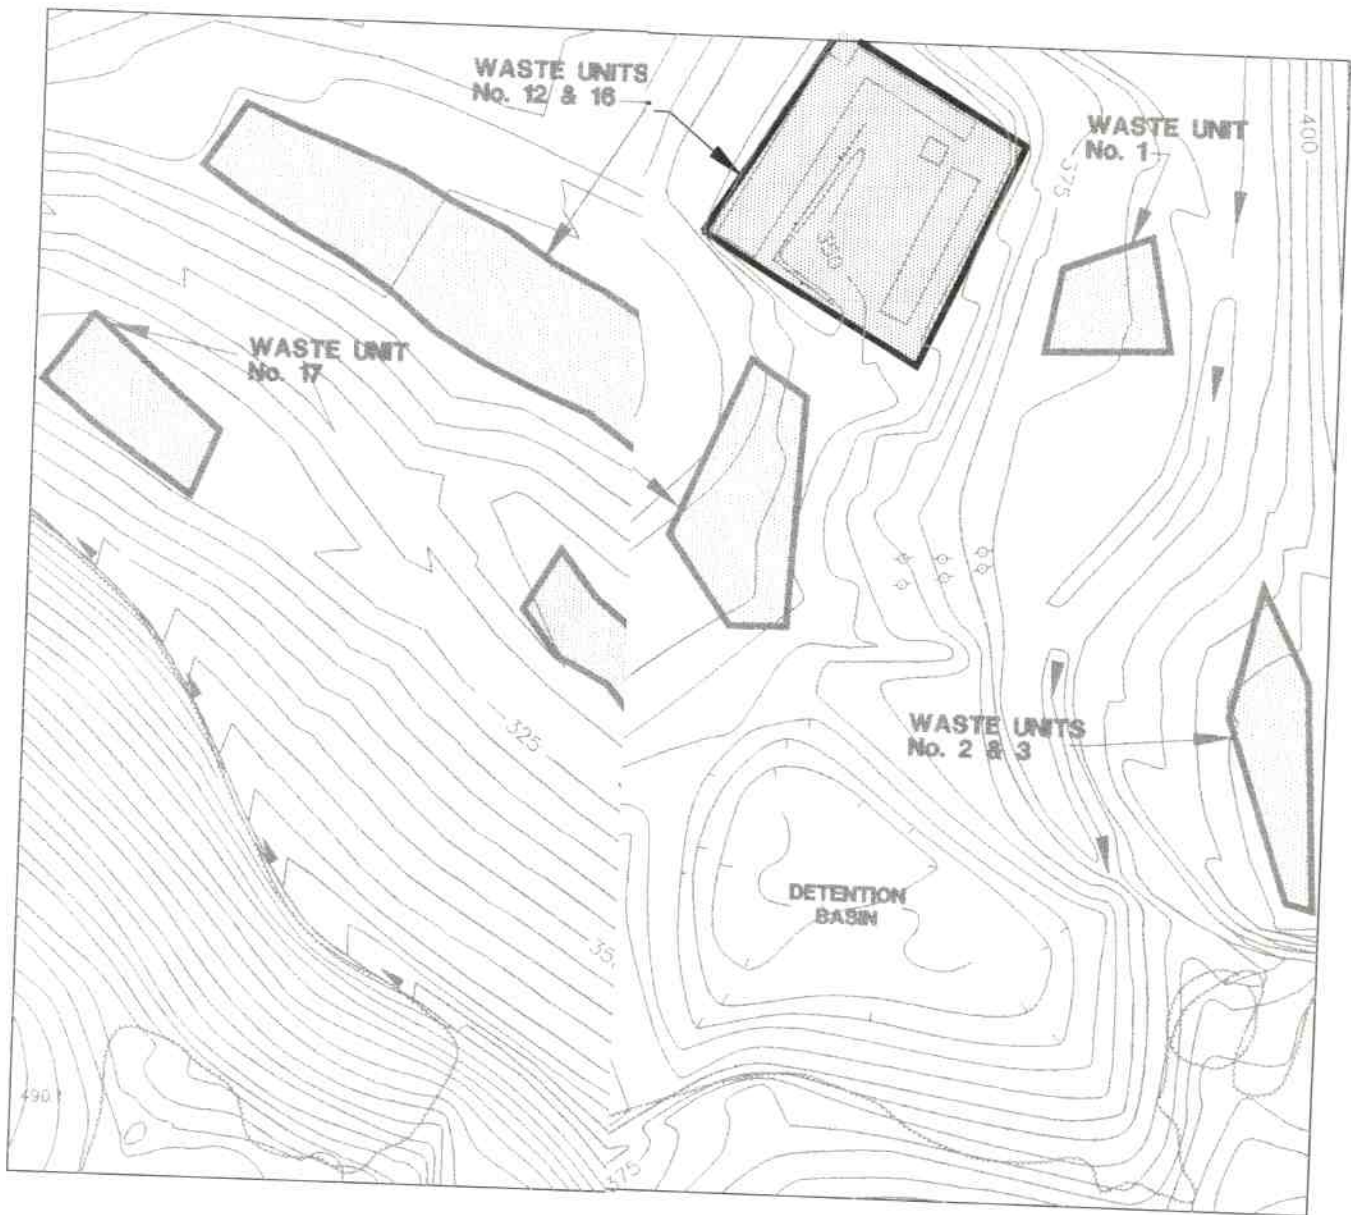 WASTE UNITS
No. 12 & 16
WASTE UNIT
No. 1
400
375
350
WASTE UNIT
No. 17
325
WASTE UNITS
No. 2 & 3
DETENTION
BASIN
35
490
375